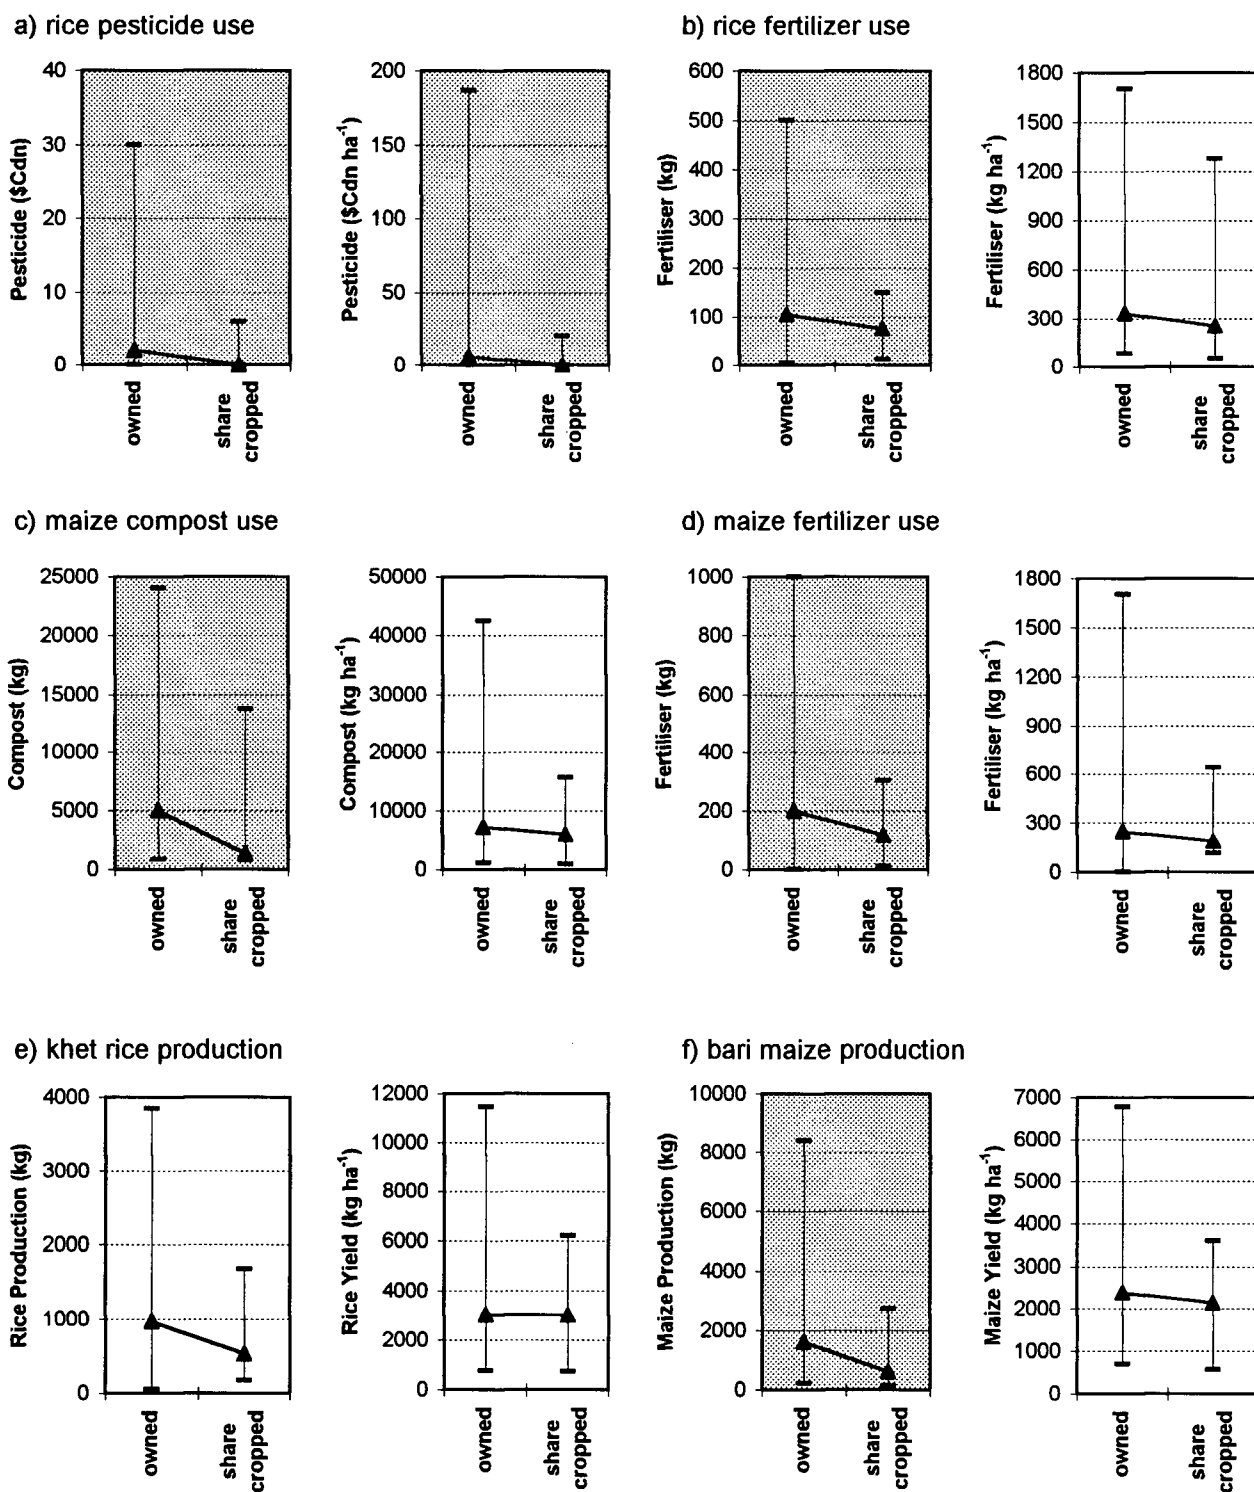 a) rice pesticide use
b) rice fertilizer use
Pesticide ($Cdn)
40
30
20
10
0
owned
share
cropped
Pesticide ($Cdn ha⁻¹)
200
150
100
50
0
owned
share
cropped
Fertiliser (kg)
600
500
400
300
200
100
0
owned
share
cropped
Fertiliser (kg ha⁻¹)
1800
1500
1200
900
600
300
0
owned
share
cropped
c) maize compost use
d) maize fertilizer use
Compost (kg)
25000
20000
15000
10000
5000
0
owned
share
cropped
Compost (kg ha⁻¹)
50000
40000
30000
20000
10000
0
owned
share
cropped
Fertiliser (kg)
1000
800
600
400
200
0
owned
share
cropped
Fertiliser (kg ha⁻¹)
1800
1500
1200
900
600
300
0
owned
share
cropped
e) khet rice production
f) bari maize production
Rice Production (kg)
4000
3000
2000
1000
0
owned
share
cropped
Rice Yield (kg ha⁻¹)
12000
10000
8000
6000
4000
2000
0
owned
share
cropped
Maize Production (kg)
10000
8000
6000
4000
2000
0
owned
share
cropped
Maize Yield (kg ha⁻¹)
7000
6000
5000
4000
3000
2000
1000
0
owned
share
cropped